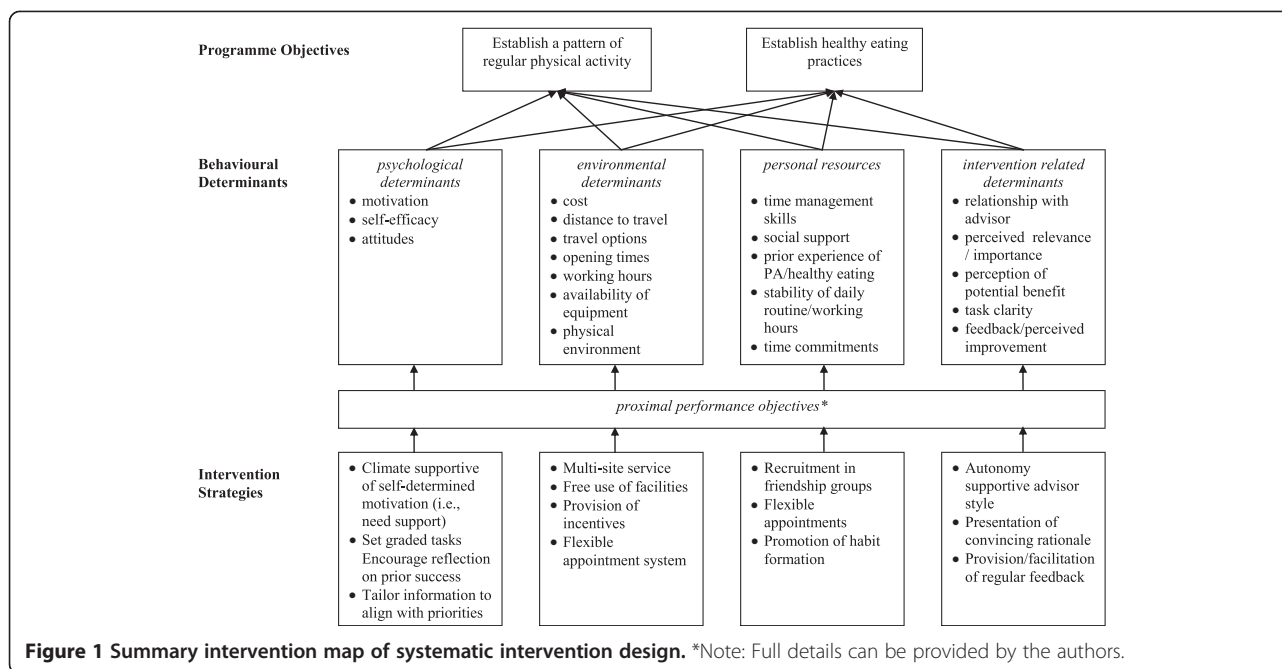 Programme Objectives
Establish a pattern of
regular physical activity
Establish healthy eating
practices
Behavioural
Determinants
psychological
determinants
• motivation
• self-efficacy
• attitudes
environmental
determinants
• cost
• distance to travel
• travel options
• opening times
• working hours
• availability of
equipment
• physical
environment
personal resources
• time management
skills
• social support
• prior experience of
PA/healthy eating
• stability of daily
routine/working
hours
• time commitments
intervention related
determinants
• relationship with
advisor
• perceived relevance
/ importance
• perception of
potential benefit
• task clarity
• feedback/perceived
improvement
proximal performance objectives*
Intervention
Strategies
• Climate supportive
of self-determined
motivation (i.e.,
need support)
• Set graded tasks
Encourage reflection
on prior success
• Tailor information to
align with priorities
• Multi-site service
• Free use of facilities
• Provision of
incentives
• Flexible
appointment system
• Recruitment in
friendship groups
• Flexible
appointments
• Promotion of habit
formation
• Autonomy
supportive advisor
style
• Presentation of
convincing rationale
• Provision/facilitation
of regular feedback
Figure 1 Summary intervention map of systematic intervention design. *Note: Full details can be provided by the authors.